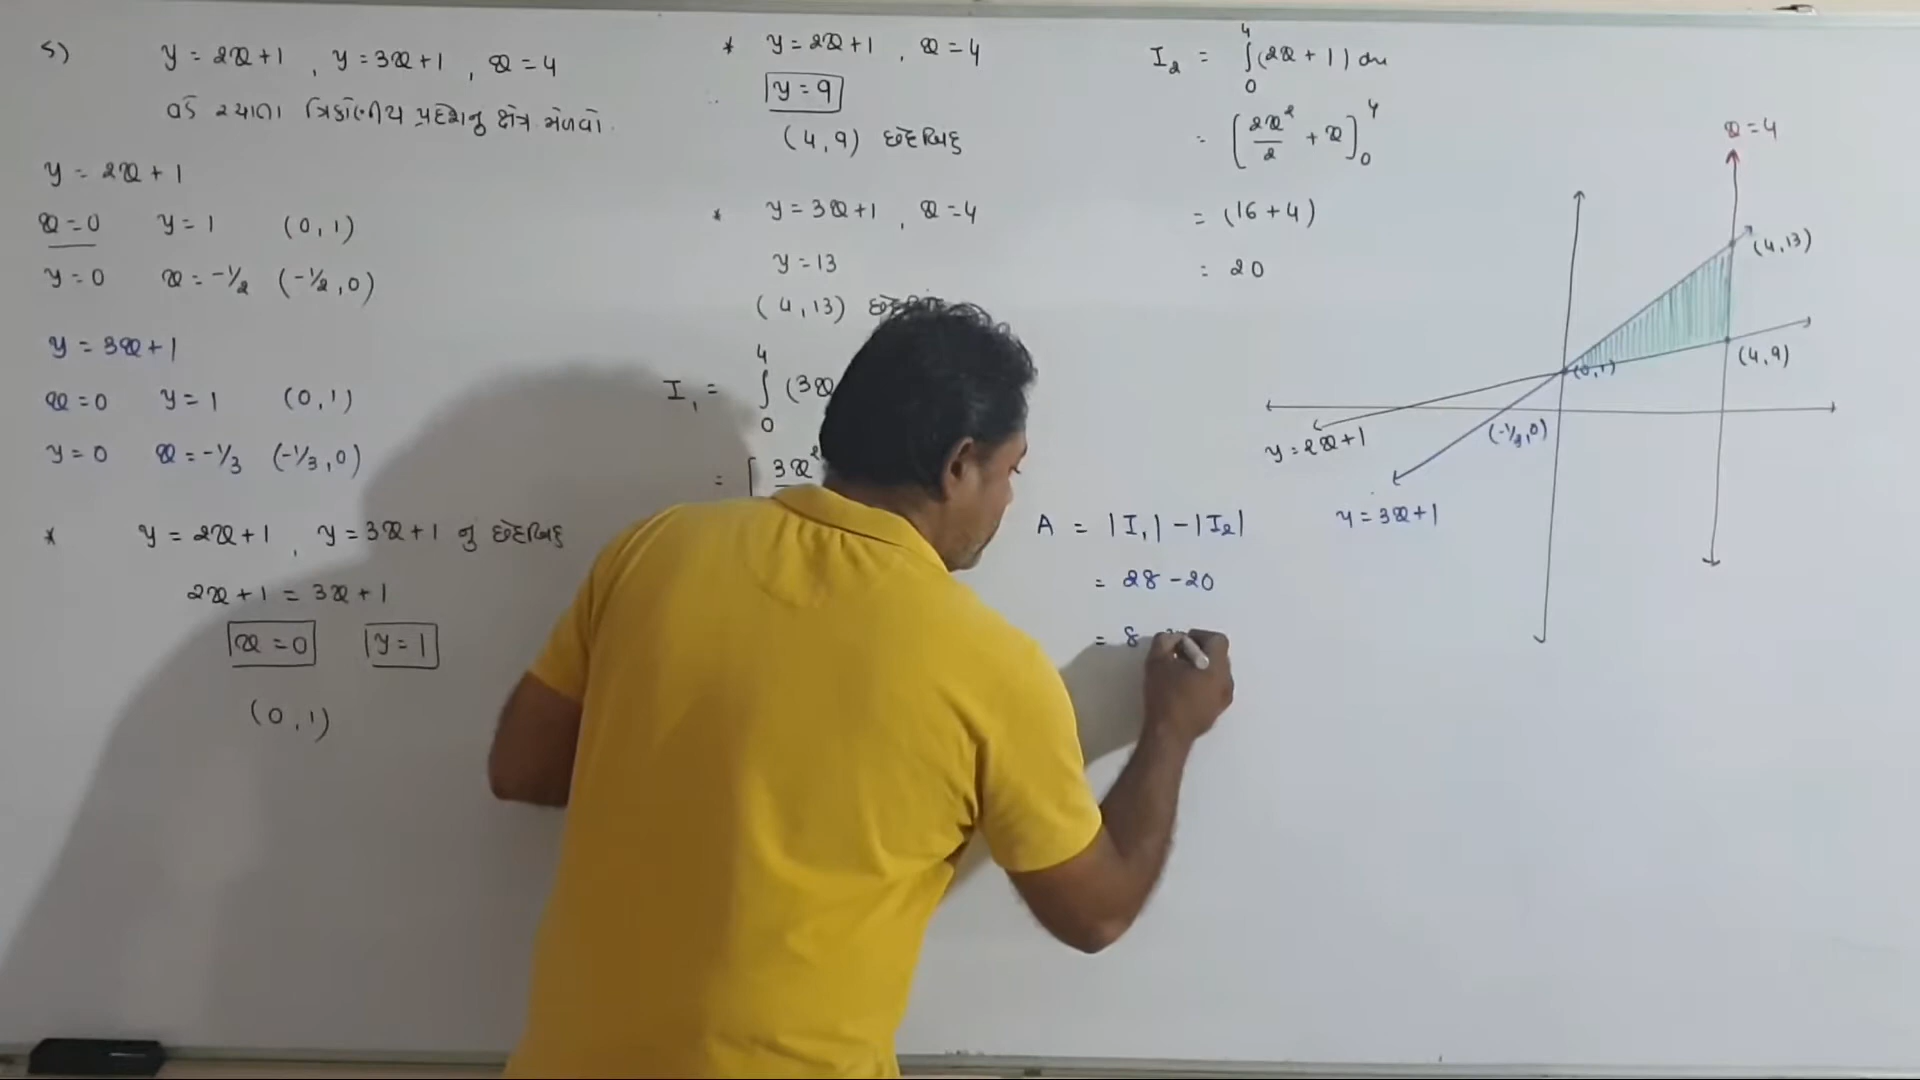 5) y = 2x+1 , y = 3x+1 , x = 4
વડે રચાતા ત્રિકોણીય પ્રદેશનું ક્ષેત્ર મેળવો.
y = 2x + 1
x = 0 y = 1 (0, 1)
y = 0 x = -1/2 (-1/2, 0)
y = 3x + 1
x = 0 y = 1 (0, 1)
y = 0 x = -1/3 (-1/3, 0)
* y = 2x+1 , y = 3x+1 નુ છેદબિંદુ
2x + 1 = 3x + 1
x = 0 y = 1
(0, 1)
* y = 2x+1 , x = 4
y = 9
(4, 9) છેદબિંદુ
* y = 3x+1 , x = 4
y = 13
(4, 13)
I₁ = ∫₀⁴ (3x
= [ 3x²
I₂ = ∫₀⁴ (2x + 1) dx
= [ 2x²/2 + x ]₀⁴
= (16 + 4)
= 20
A = |I₁| - |I₂|
= 28 - 20
= 8
x = 4
(4, 13)
(4, 9)
(0, 1)
(-1/3, 0)
y = 2x+1
y = 3x+1